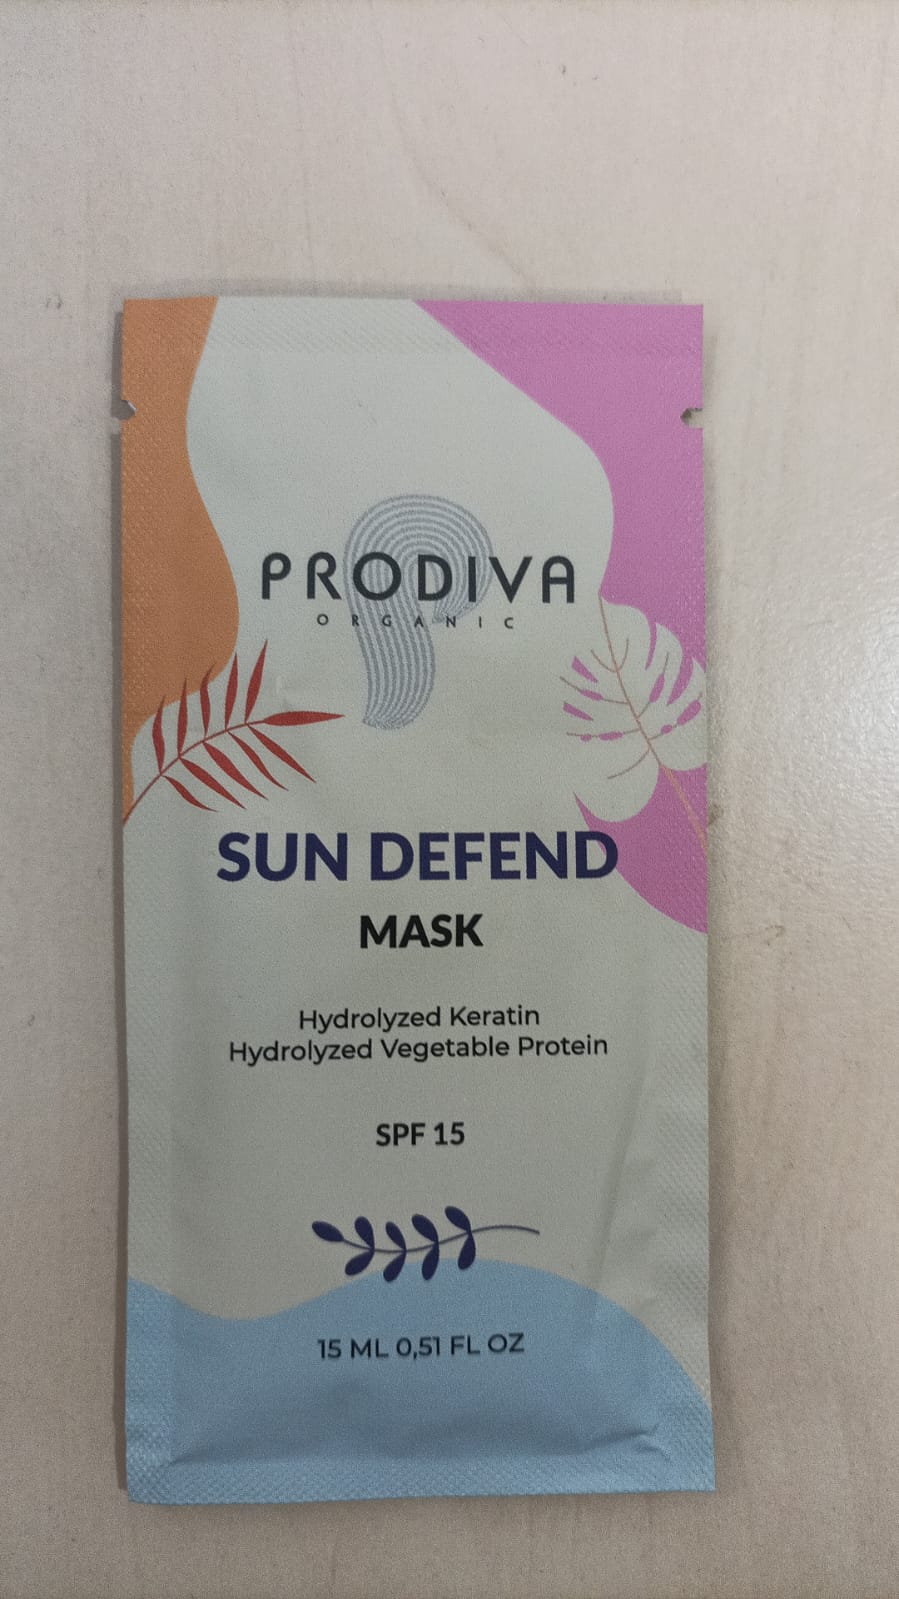 PRODIVA
ORGANIC
SUN DEFEND
MASK
Hydrolyzed Keratin
Hydrolyzed Vegetable Protein
SPF 15
15 ML 0,51 FL OZ